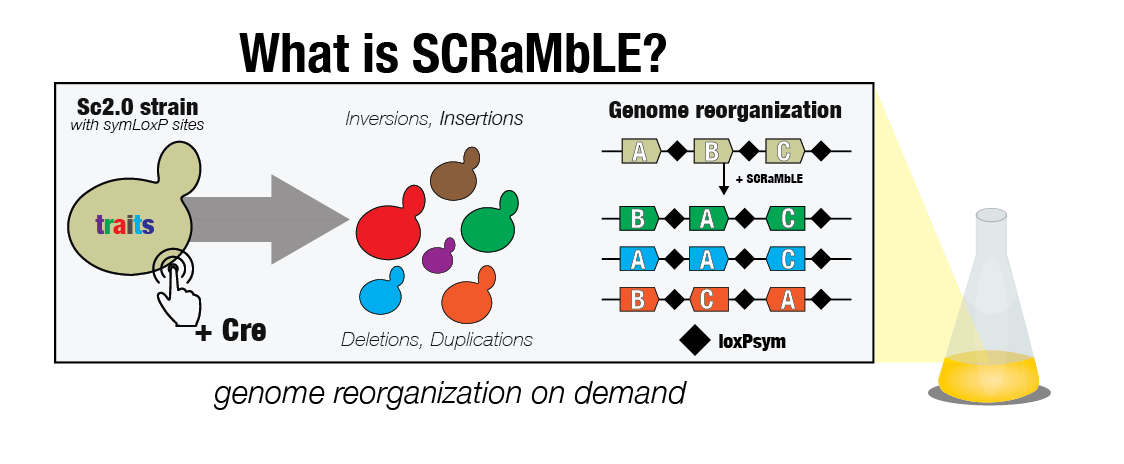 What is SCRaMbLE?
Sc2.0 strain
with symLoxP sites
traits
+ Cre
Inversions, Insertions
Deletions, Duplications
Genome reorganization
A B C
+ SCRaMbLE
B A C
A A C
B C A
loxPsym
genome reorganization on demand